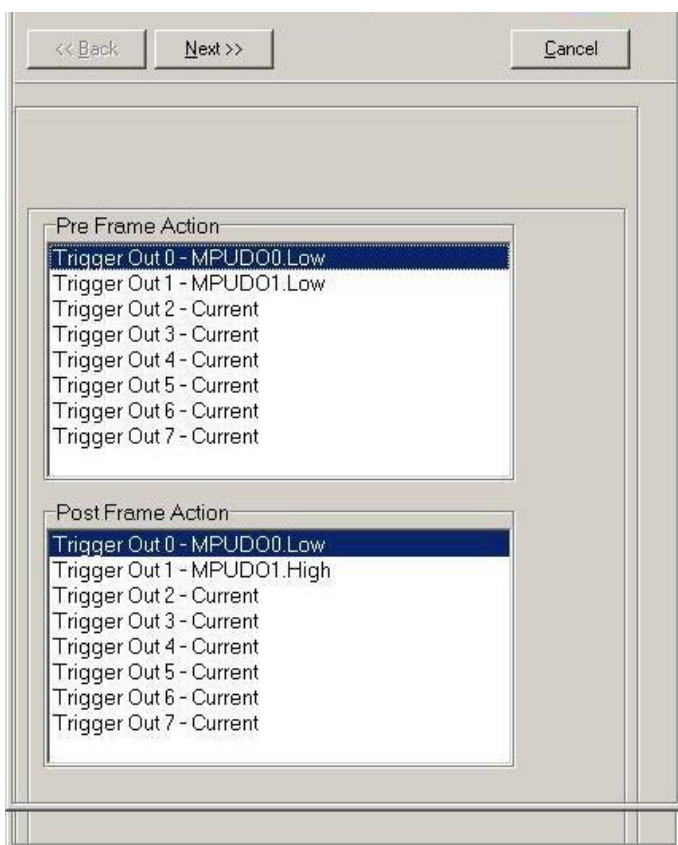 << Back Next >> Cancel
Pre Frame Action
Trigger Out 0 - MPUDO0.Low
Trigger Out 1 - MPUDO1.Low
Trigger Out 2 - Current
Trigger Out 3 - Current
Trigger Out 4 - Current
Trigger Out 5 - Current
Trigger Out 6 - Current
Trigger Out 7 - Current
Post Frame Action
Trigger Out 0 - MPUDO0.Low
Trigger Out 1 - MPUDO1.High
Trigger Out 2 - Current
Trigger Out 3 - Current
Trigger Out 4 - Current
Trigger Out 5 - Current
Trigger Out 6 - Current
Trigger Out 7 - Current